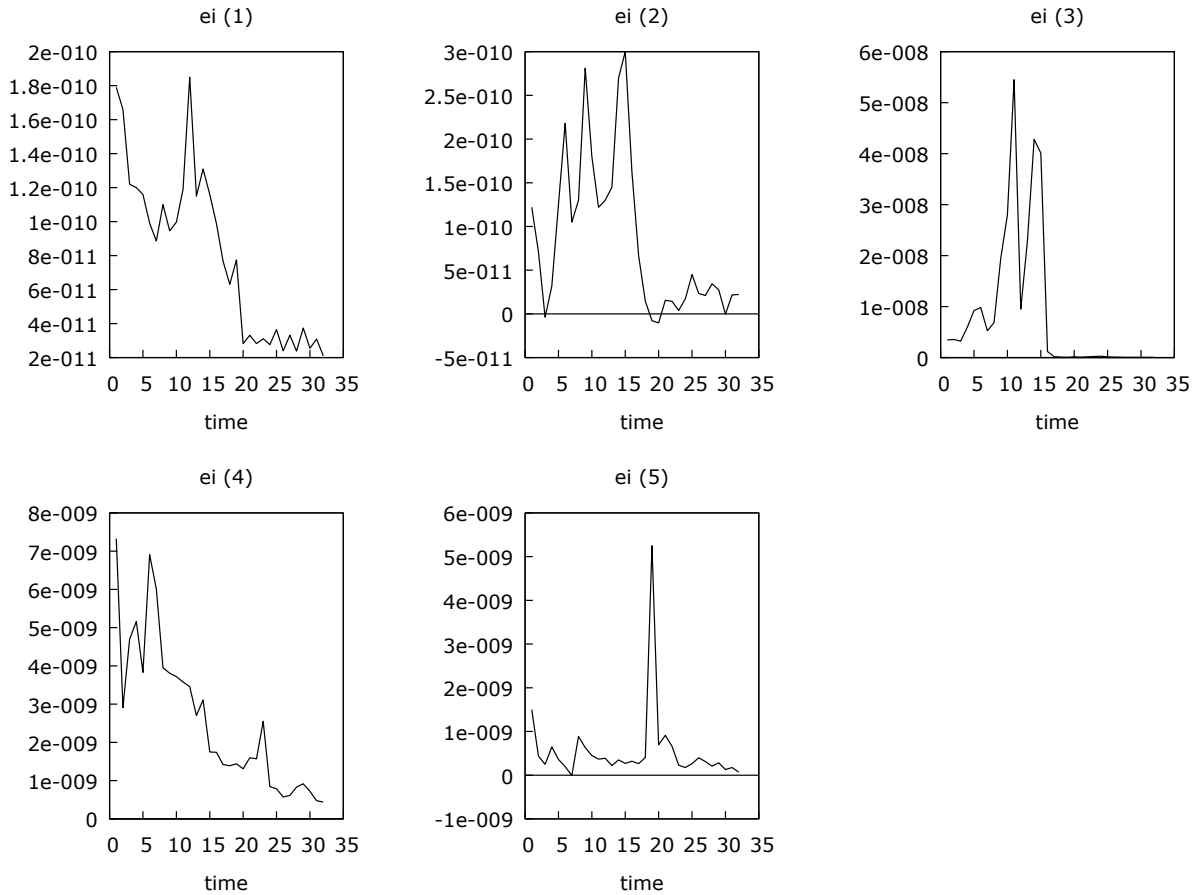 ei (1)
2e-010
1.8e-010
1.6e-010
1.4e-010
1.2e-010
1e-010
8e-011
6e-011
4e-011
2e-011
0 5 10 15 20 25 30 35
time
ei (2)
3e-010
2.5e-010
2e-010
1.5e-010
1e-010
5e-011
0
-5e-011
0 5 10 15 20 25 30 35
time
ei (3)
6e-008
5e-008
4e-008
3e-008
2e-008
1e-008
0
0 5 10 15 20 25 30 35
time
ei (4)
8e-009
7e-009
6e-009
5e-009
4e-009
3e-009
2e-009
1e-009
0
0 5 10 15 20 25 30 35
time
ei (5)
6e-009
5e-009
4e-009
3e-009
2e-009
1e-009
0
-1e-009
0 5 10 15 20 25 30 35
time